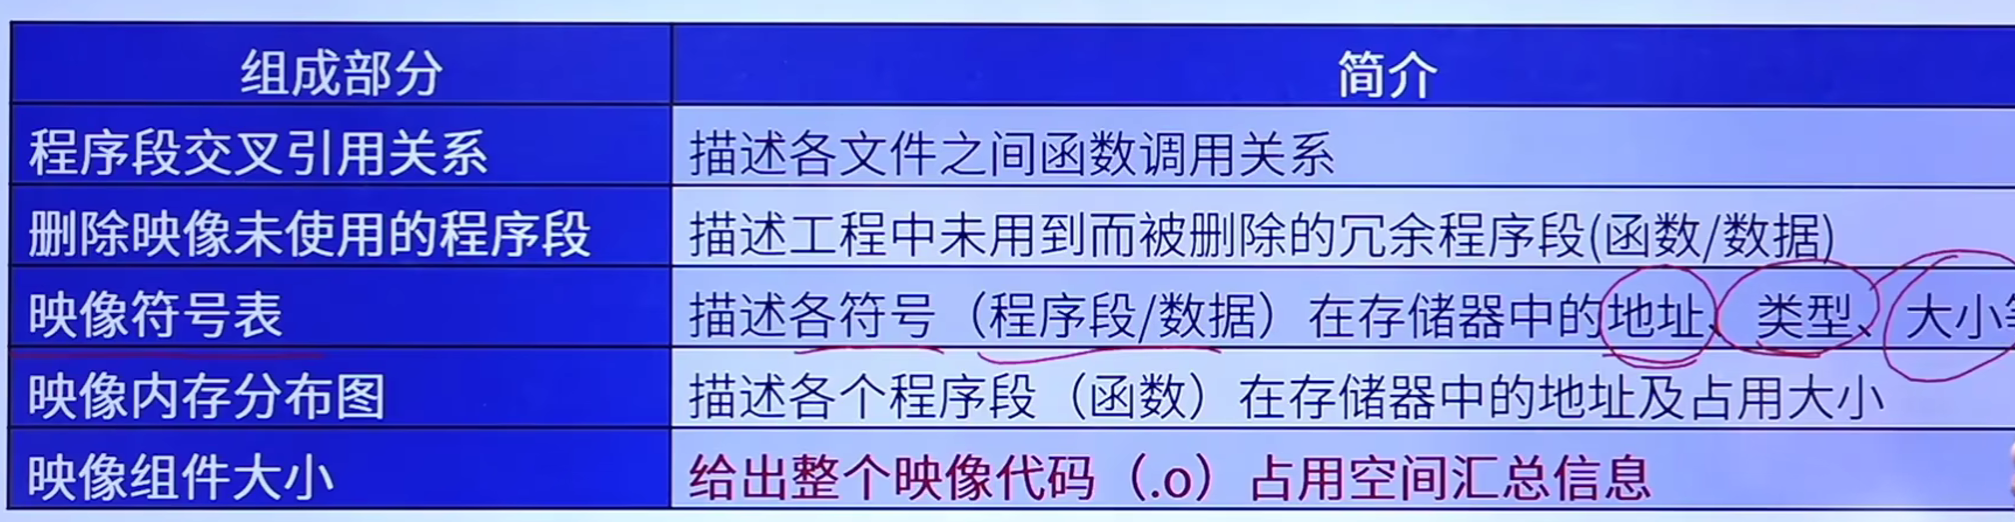 组成部分
简介
程序段交叉引用关系
描述各文件之间函数调用关系
删除映像未使用的程序段
描述工程中未用到而被删除的冗余程序段(函数/数据)
映像符号表
描述各符号（程序段/数据）在存储器中的地址、类型、大小
映像内存分布图
描述各个程序段（函数）在存储器中的地址及占用大小
映像组件大小
给出整个映像代码（.o）占用空间汇总信息